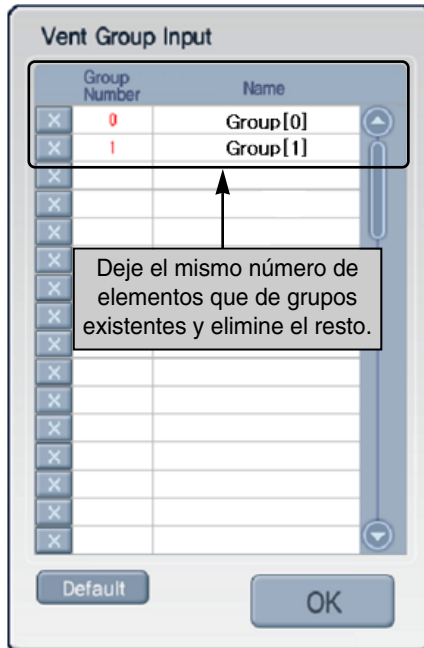 Vent Group Input
Group
Number
Name
X 0 Group[0]
X 1 Group[1]
X
X
X
Deje el mismo número de
elementos que de grupos
existentes y elimine el resto.
X
X
X
X
X
X
X
X
X
X
X
Default
OK